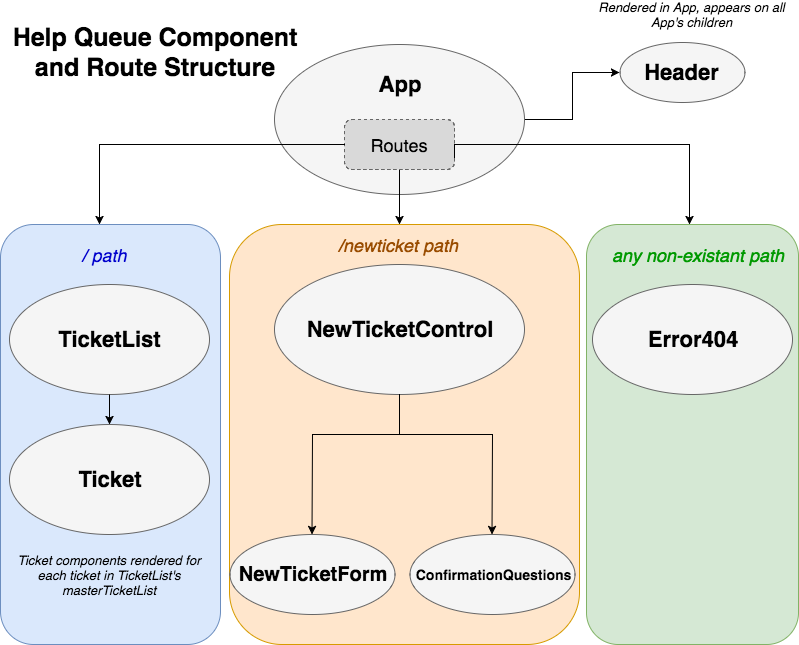 Rendered in App, appears on all
App's children
Help Queue Component
and Route Structure
App
Header
Routes
/ path
/newticket path
any non-existant path
TicketList
NewTicketControl
Error404
Ticket
Ticket components rendered for
each ticket in TicketList's
masterTicketList
NewTicketForm
ConfirmationQuestions